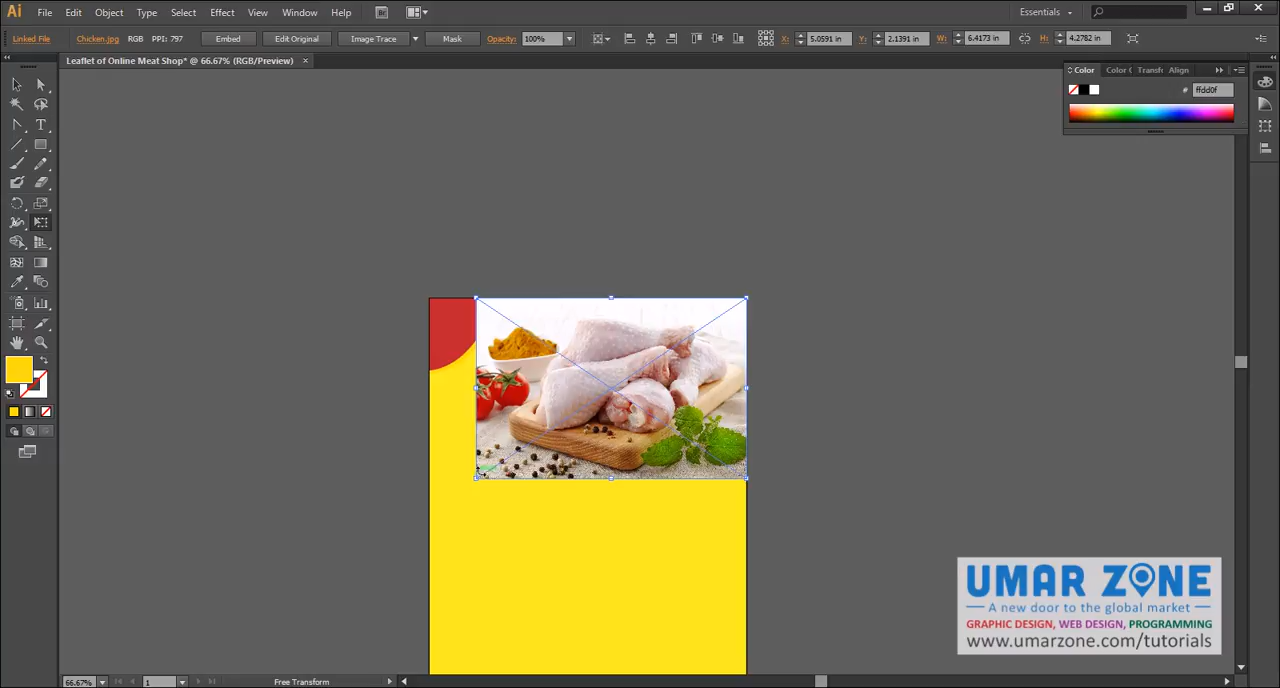 Ai File Edit Object Type Select Effect View Window Help Br Essentials
Linked File Chicken.jpg RGB PPI: 797 Embed Edit Original Image Trace Mask Opacity: 100% X: 5.0591 in Y: 2.1391 in W: 6.4173 in H: 4.2782 in
Leaflet of Online Meat Shop* @ 66.67% (RGB/Preview) ×
Color Color Transf Align
# ffdd0f
UMAR ZONE
A new door to the global market
GRAPHIC DESIGN, WEB DESIGN, PROGRAMMING
www.umarzone.com/tutorials
66.67% 1 Free Transform